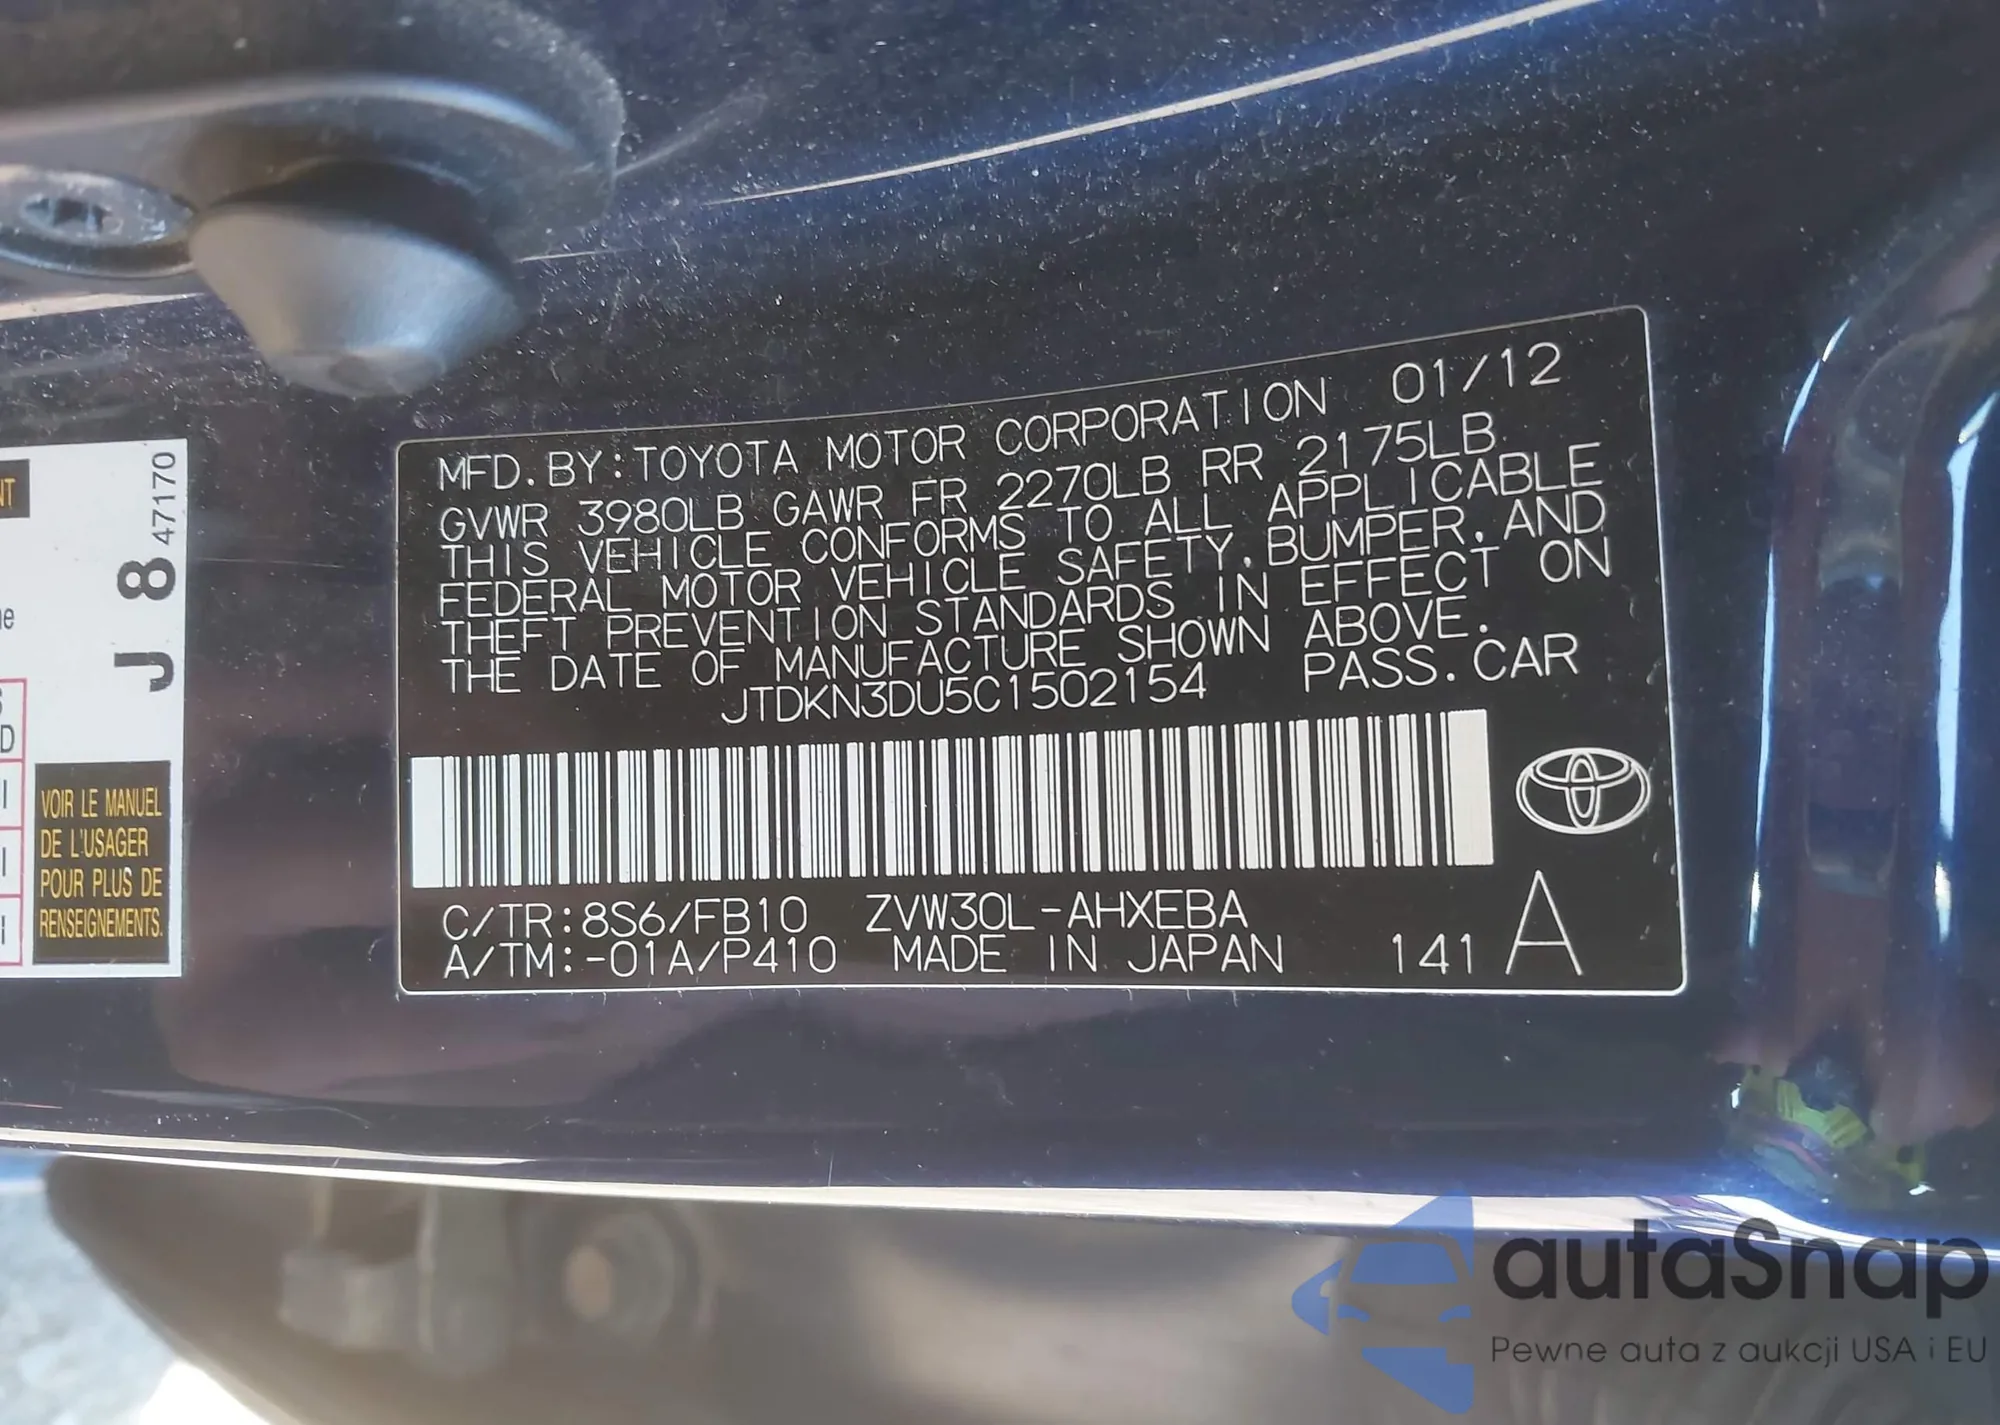 NT
J 8 47170
VOIR LE MANUEL
DE L'USAGER
POUR PLUS DE
RENSEIGNEMENTS.
MFD. BY: TOYOTA MOTOR CORPORATION 01/12
GVWR 3980LB GAWR FR 2270LB RR 2175LB
THIS VEHICLE CONFORMS TO ALL APPLICABLE
FEDERAL MOTOR VEHICLE SAFETY, BUMPER, AND
THEFT PREVENTION STANDARDS IN EFFECT ON
THE DATE OF MANUFACTURE SHOWN ABOVE.
JTDKN3DU5C1502154 PASS. CAR
C/TR: 8S6/FB10 ZVW30L-AHXEBA
A/TM: -01A/P410 MADE IN JAPAN 141 A
autaSnap
Pewne auta z aukcji USA i EU